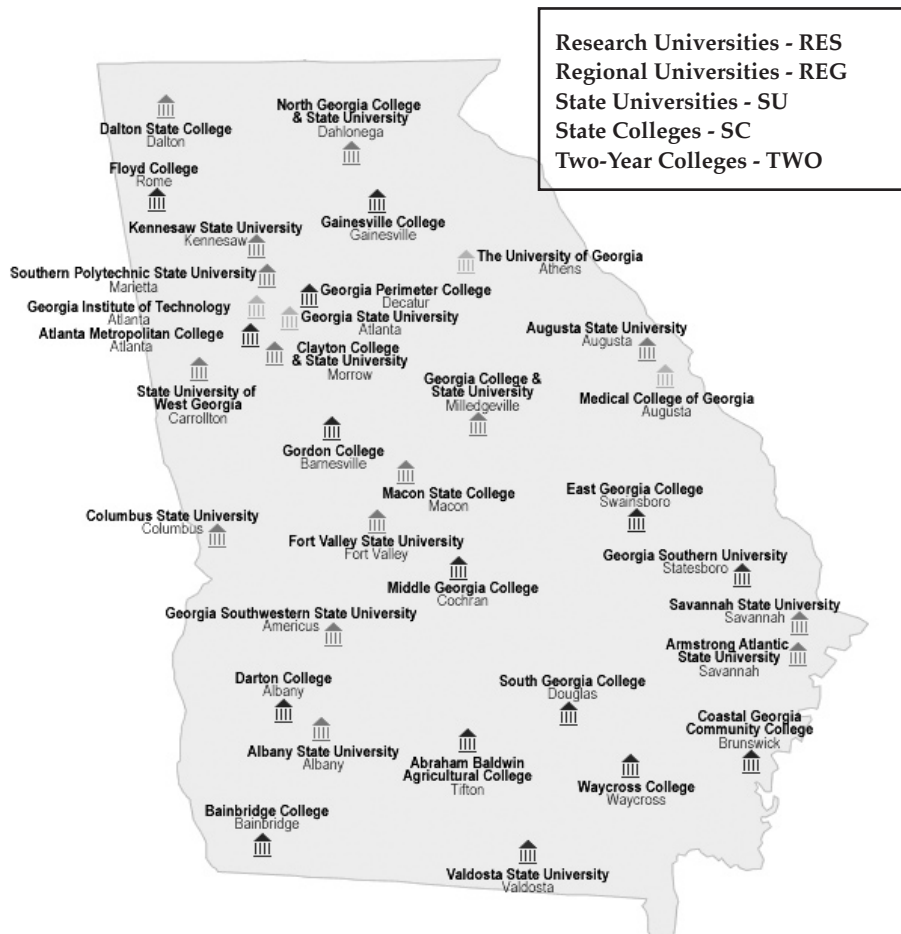 Research Universities - RES
Regional Universities - REG
State Universities - SU
State Colleges - SC
Two-Year Colleges - TWO
North Georgia College
& State University
Dahlonega
Dalton State College
Dalton
Floyd College
Rome
Gainesville College
Gainesville
Kennesaw State University
Kennesaw
The University of Georgia
Athens
Southern Polytechnic State University
Marietta
Georgia Perimeter College
Decatur
Georgia Institute of Technology
Atlanta
Georgia State University
Atlanta
Atlanta Metropolitan College
Atlanta
Augusta State University
Augusta
Clayton College
& State University
Morrow
Georgia College &
State University
Milledgeville
State University of
West Georgia
Carrollton
Medical College of Georgia
Augusta
Gordon College
Barnesville
Macon State College
Macon
East Georgia College
Swainsboro
Columbus State University
Columbus
Fort Valley State University
Fort Valley
Georgia Southern University
Statesboro
Middle Georgia College
Cochran
Savannah State University
Savannah
Georgia Southwestern State University
Americus
Armstrong Atlantic
State University
Savannah
Darton College
Albany
South Georgia College
Douglas
Coastal Georgia
Community College
Brunswick
Albany State University
Albany
Abraham Baldwin
Agricultural College
Tifton
Waycross College
Waycross
Bainbridge College
Bainbridge
Valdosta State University
Valdosta